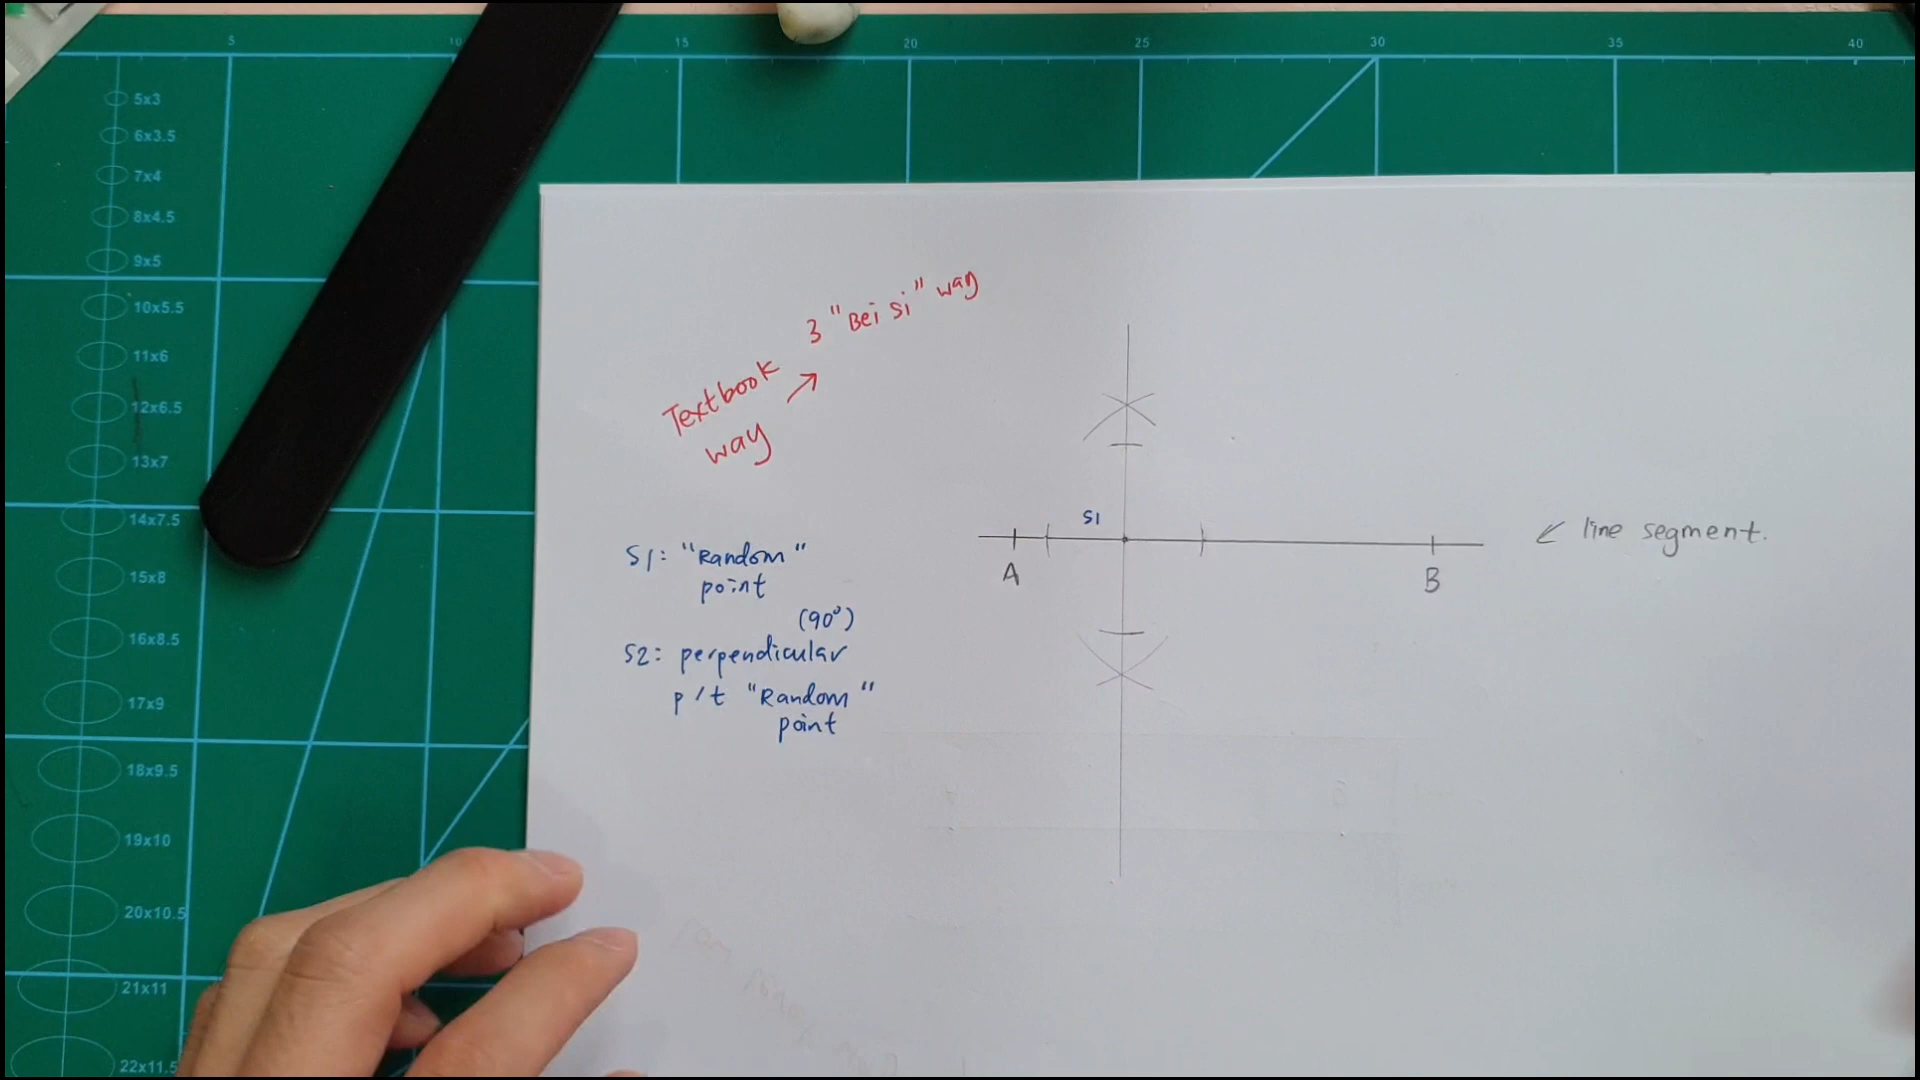 5 10 15 20 25 30 35 40
5x3
6x3.5
7x4
8x4.5
9x5
10x5.5
11x6
12x6.5
13x7
14x7.5
15x8
16x8.5
17x9
18x9.5
19x10
20x10.5
21x11
22x11.5
3 "Bei Si" way
Textbook
way
S1: "Random"
point
(90°)
S2: perpendicular
p/t "Random"
point
S1
A
B
line segment.